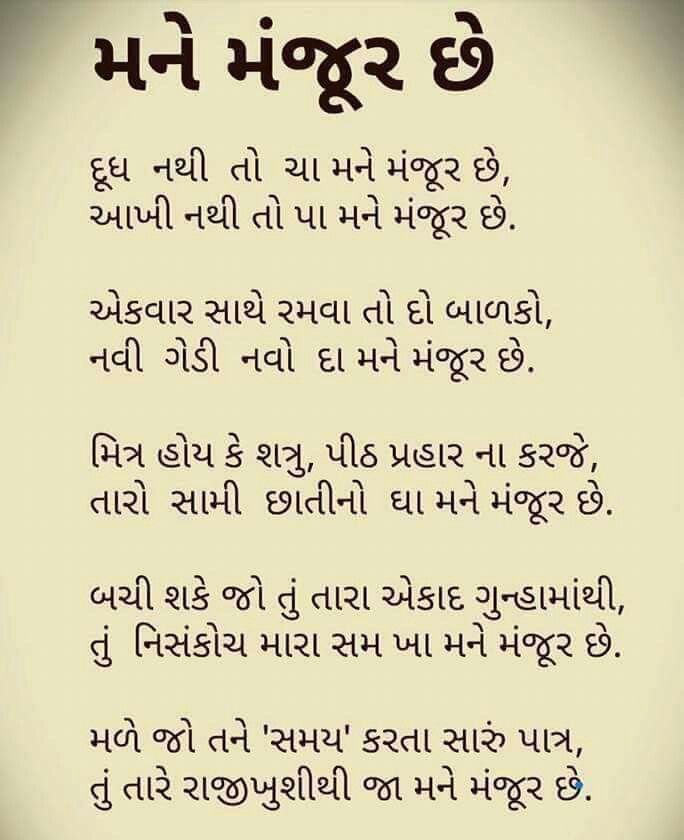 મને મંજૂર છે
દૂધ નથી તો ચા મને મંજૂર છે,
આખી નથી તો પા મને મંજૂર છે.
એકવાર સાથે રમવા તો દો બાળકો,
નવી ગેડી નવો દા મને મંજૂર છે.
મિત્ર હોય કે શત્રુ, પીઠ પ્રહાર ના કરજે,
તારો સામી છાતીનો ઘા મને મંજૂર છે.
બચી શકે જો તું તારા એકાદ ગુન્હામાંથી,
તું નિસંકોચ મારા સમ ખા મને મંજૂર છે.
મળે જો તને 'સમય' કરતા સારું પાત્ર,
તું તારે રાજીખુશીથી જા મને મંજૂર છે.